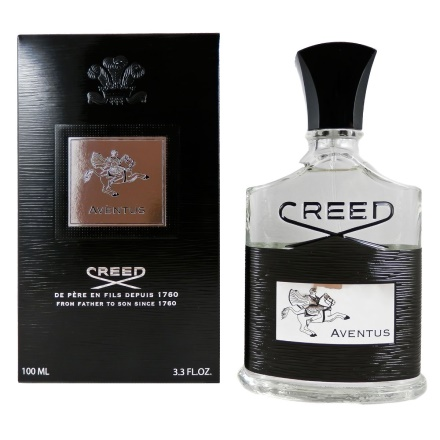 AVENTUS
CREED
DE PÈRE EN FILS DEPUIS 1760
FROM FATHER TO SON SINCE 1760
100 ML 3.3 FL.OZ.
CREED
AVENTUS